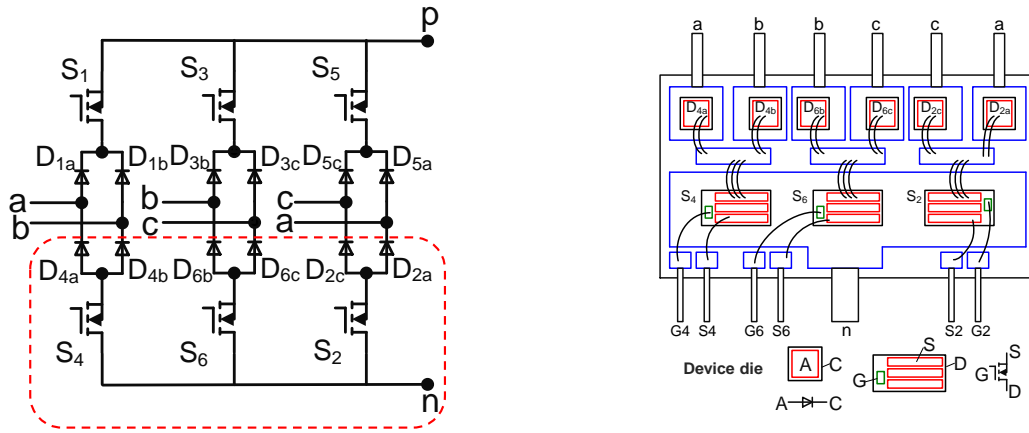 p
S1 S3 S5
D1a D1b D3b D3c D5c D5a
a b c
b c a
D4a D4b D6b D6c D2c D2a
S4 S6 S2
n
a b b c c a
D4a D4b D6b D6c D2c D2a
S4 S6 S2
G4 S4 G6 S6 n S2 G2
Device die A C S D G G S D
A C